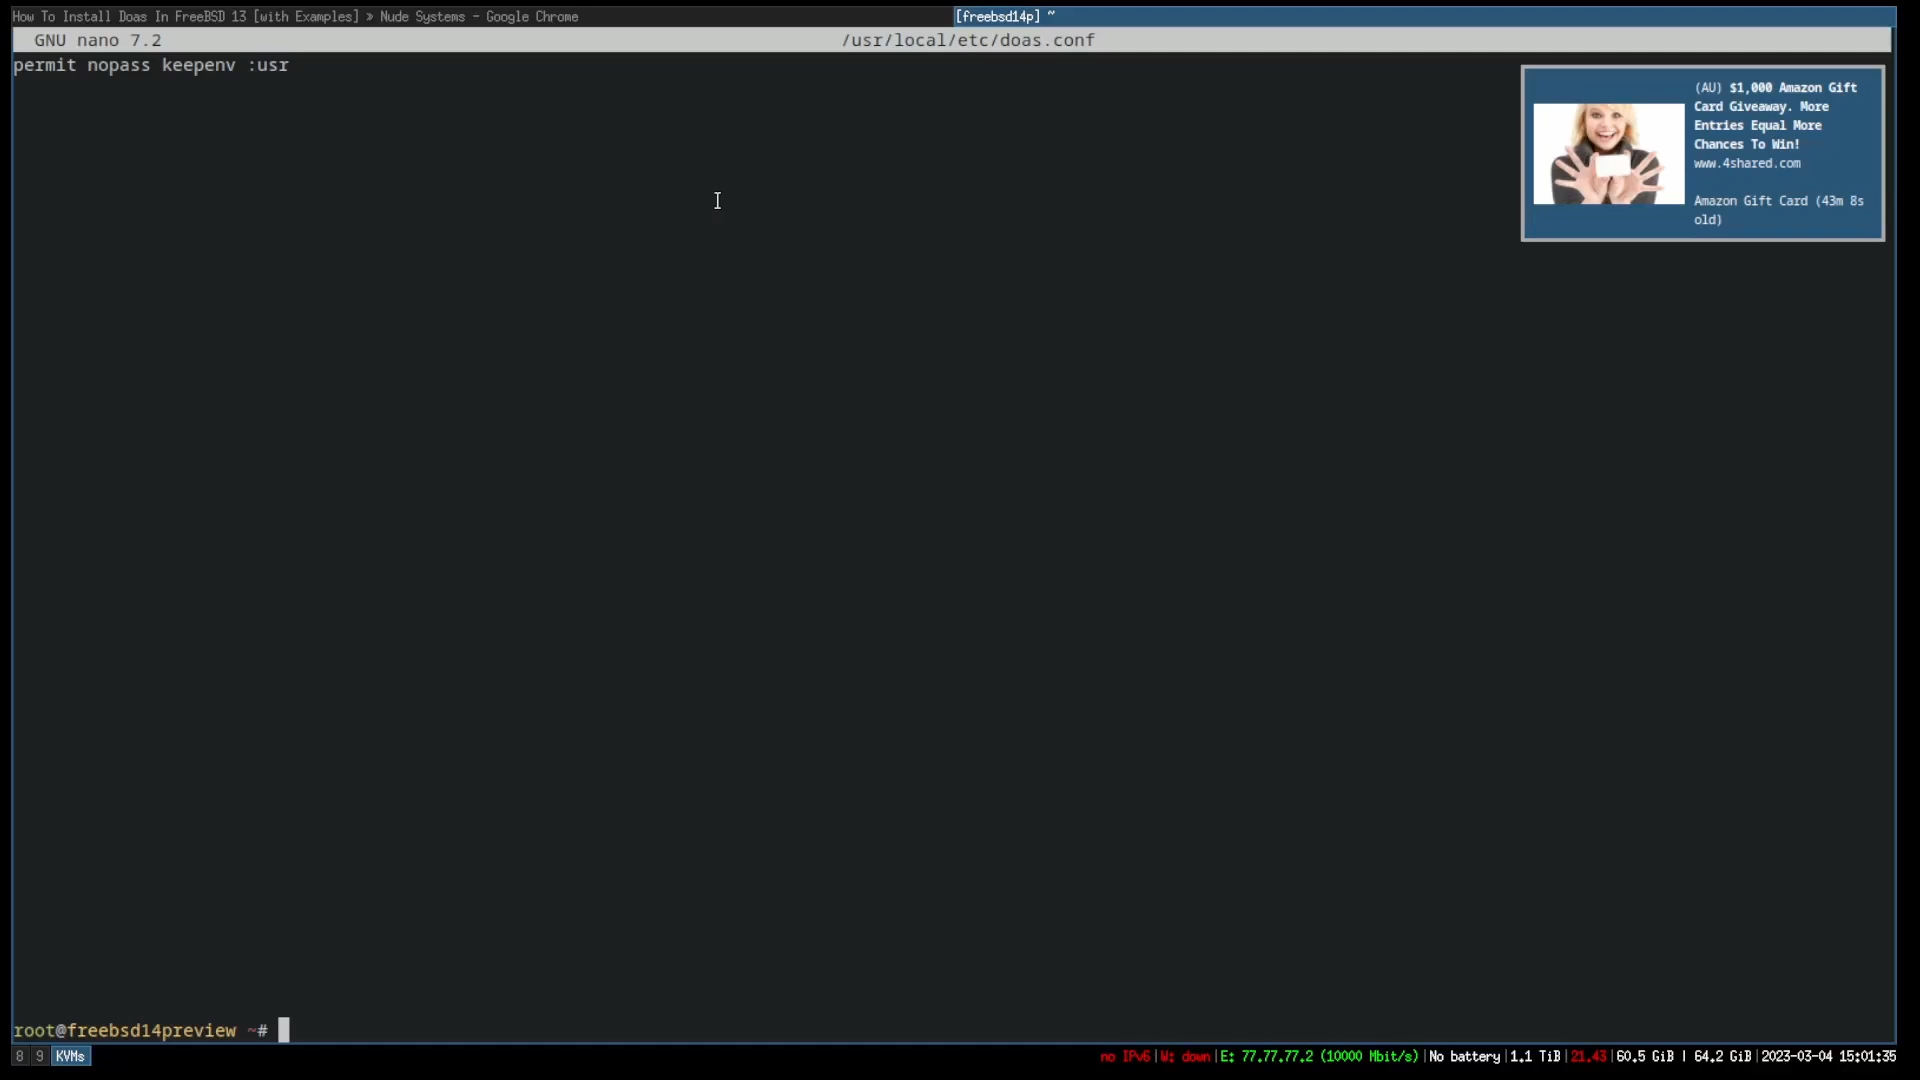 How To Install Doas In FreeBSD 13 [with Examples] » Nude Systems - Google Chrome
[freebsd14p] ~
GNU nano 7.2 /usr/local/etc/doas.conf
permit nopass keepenv :usr
(AU) $1,000 Amazon Gift
Card Giveaway. More
Entries Equal More
Chances To Win!
www.4shared.com
Amazon Gift Card (43m 8s
old)
root@freebsd14preview ~#
8 9 KVMs
no IPv6|W: down|E: 77.77.77.2 (10000 Mbit/s)|No battery|1.1 TiB|21.43|60.5 GiB | 64.2 GiB|2023-03-04 15:01:35